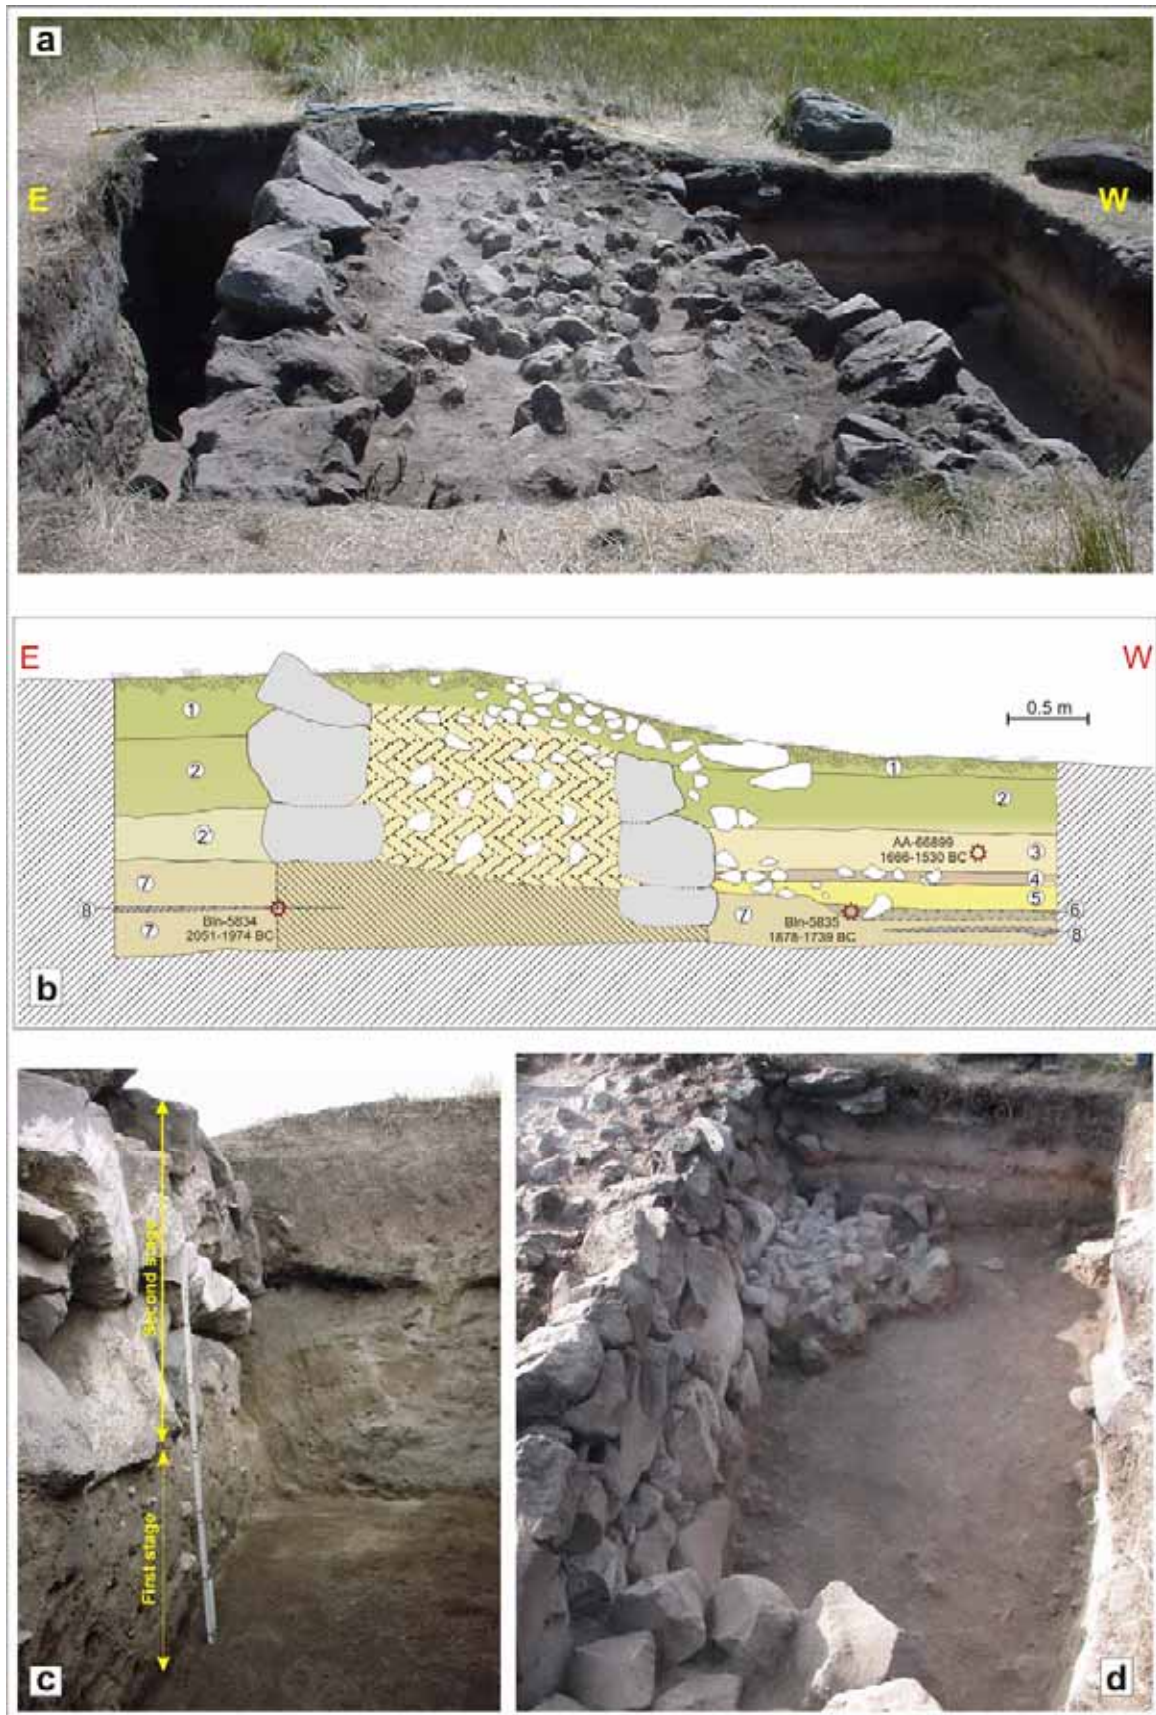 a
E
W
E
W
0.5 m
1
1
2
2
2
AA-66899
1666-1530 BC
3
4
5
7
7
6
8
Bln-5834
2051-1974 BC
Bln-5835
1878-1739 BC
8
7
b
Second stage
First stage
c
d